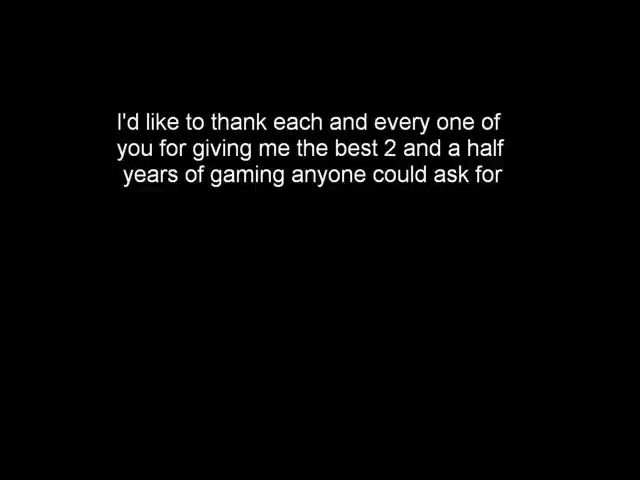 I'd like to thank each and every one of
you for giving me the best 2 and a half
years of gaming anyone could ask for